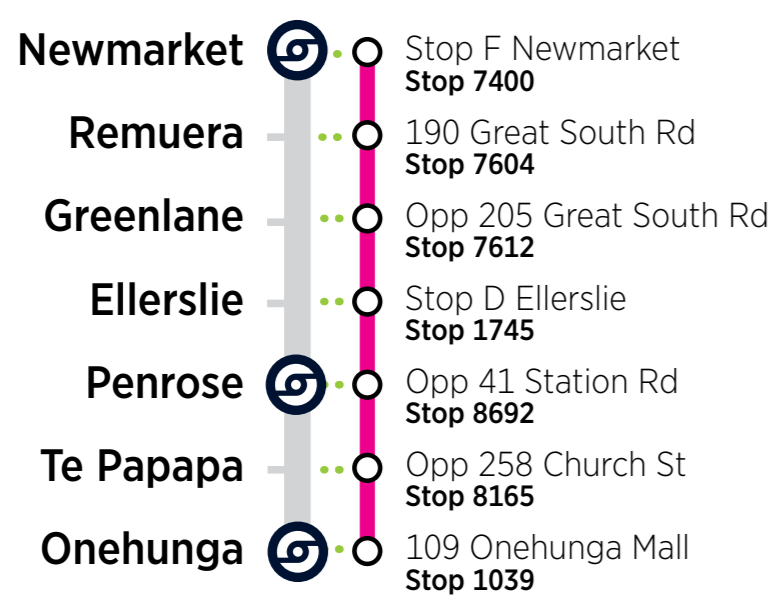 Newmarket
Stop F Newmarket
Stop 7400
Remuera
190 Great South Rd
Stop 7604
Greenlane
Opp 205 Great South Rd
Stop 7612
Ellerslie
Stop D Ellerslie
Stop 1745
Penrose
Opp 41 Station Rd
Stop 8692
Te Papapa
Opp 258 Church St
Stop 8165
Onehunga
109 Onehunga Mall
Stop 1039